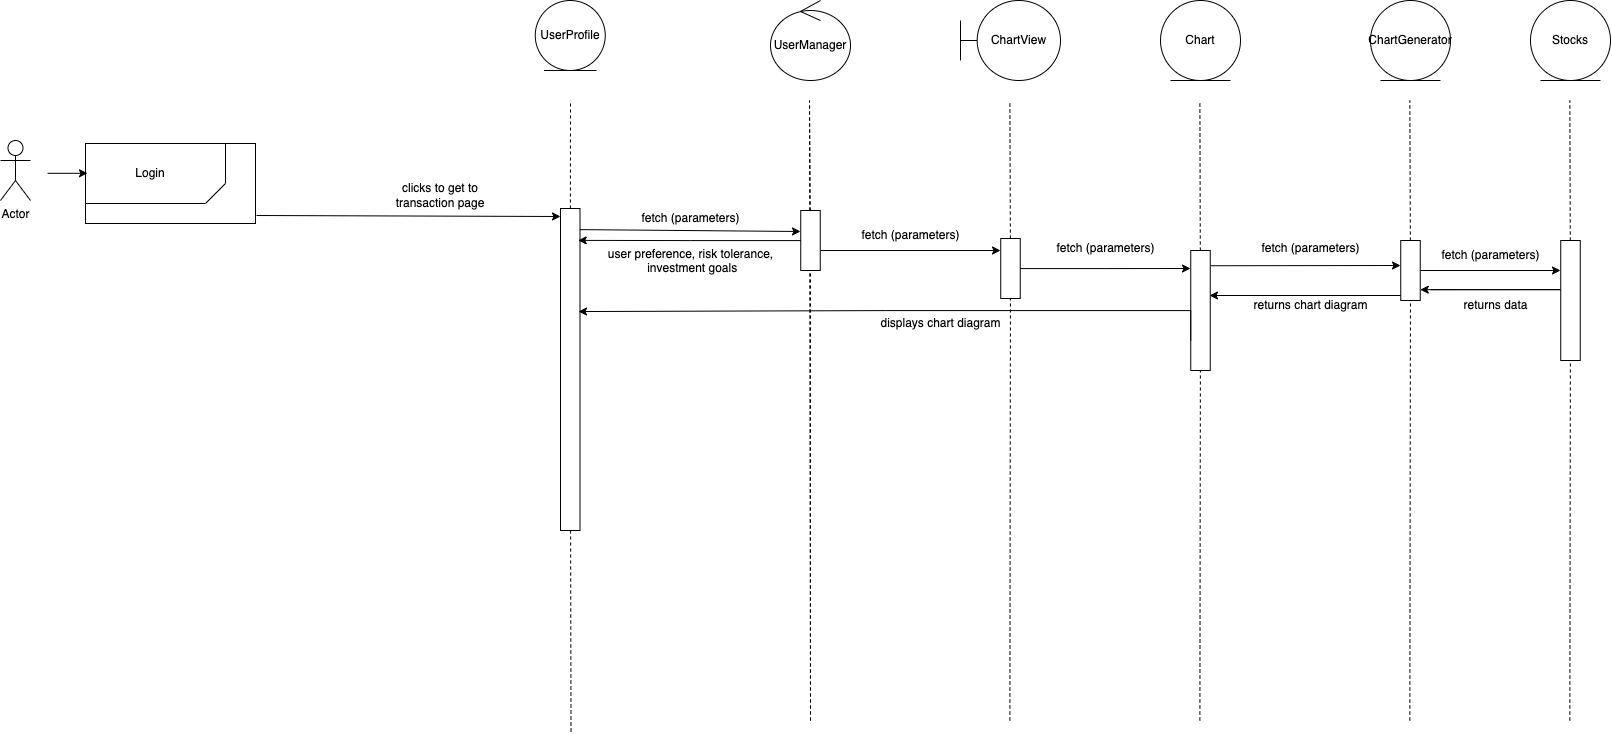 UserProfile
UserManager
ChartView
Chart
ChartGenerator
Stocks
Actor
Login
clicks to get to
transaction page
fetch (parameters)
user preference, risk tolerance,
investment goals
fetch (parameters)
fetch (parameters)
fetch (parameters)
fetch (parameters)
returns data
returns chart diagram
displays chart diagram